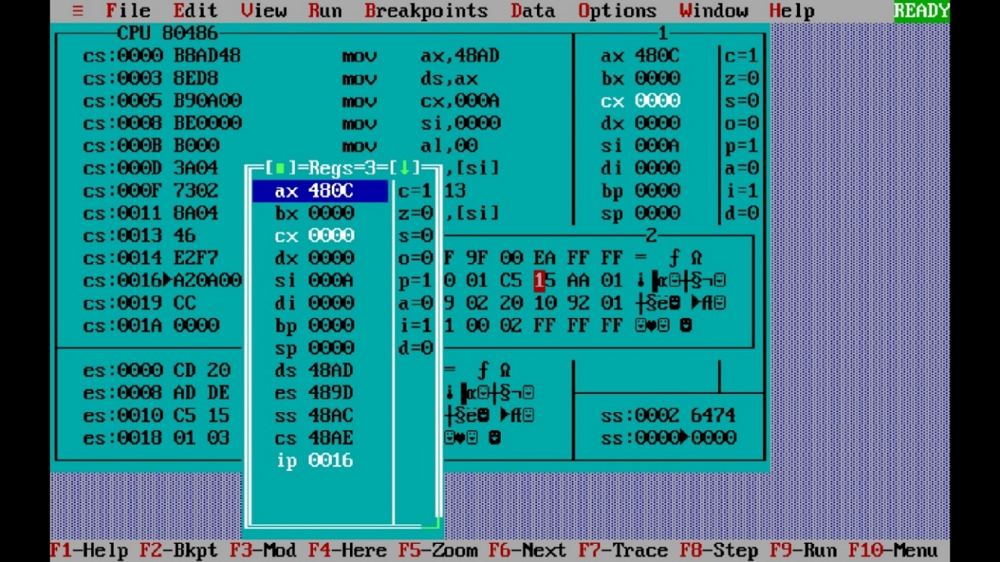 ≡ File Edit View Run Breakpoints Data Options Window Help READY
CPU 80486 1
cs:0000 B8AD48 mov ax,48AD ax 480C c=1
cs:0003 8ED8 mov ds,ax bx 0000 z=0
cs:0005 B90A00 mov cx,000A cx 0000 s=0
cs:0008 BE0000 mov si,0000 dx 0000 o=0
cs:000B B000 mov al,00 si 000A p=1
cs:000D 3A04 [■]=Regs=3=[↓] ,[si] di 0000 a=0
cs:000F 7302 ax 480C c=1 13 bp 0000 i=1
cs:0011 8A04 bx 0000 z=0 ,[si] sp 0000 d=0
cs:0013 46 cx 0000 s=0 2
cs:0014 E2F7 dx 0000 o=0 F 9F 00 EA FF FF = ƒ Ω
cs:0016►A20A00 si 000A p=1 0 01 C5 15 AA 01 ¡▐α☺┼§¬☺
cs:0019 CC di 0000 a=0 9 02 20 10 92 01 ┼§ë☻ ►Æ☺
cs:001A 0000 bp 0000 i=1 1 00 02 FF FF FF ☺♥☺ ☻
sp 0000 d=0
es:0000 CD 20 ds 48AD = ƒ Ω
es:0008 AD DE es 489D ¡▐α☺┼§¬☺
es:0010 C5 15 ss 48AC ┼§ë☻ ►Æ☺ ss:0002 6474
es:0018 01 03 cs 48AE ☺♥☺ ☻ ss:0000►0000
ip 0016
F1-Help F2-Bkpt F3-Mod F4-Here F5-Zoom F6-Next F7-Trace F8-Step F9-Run F10-Menu